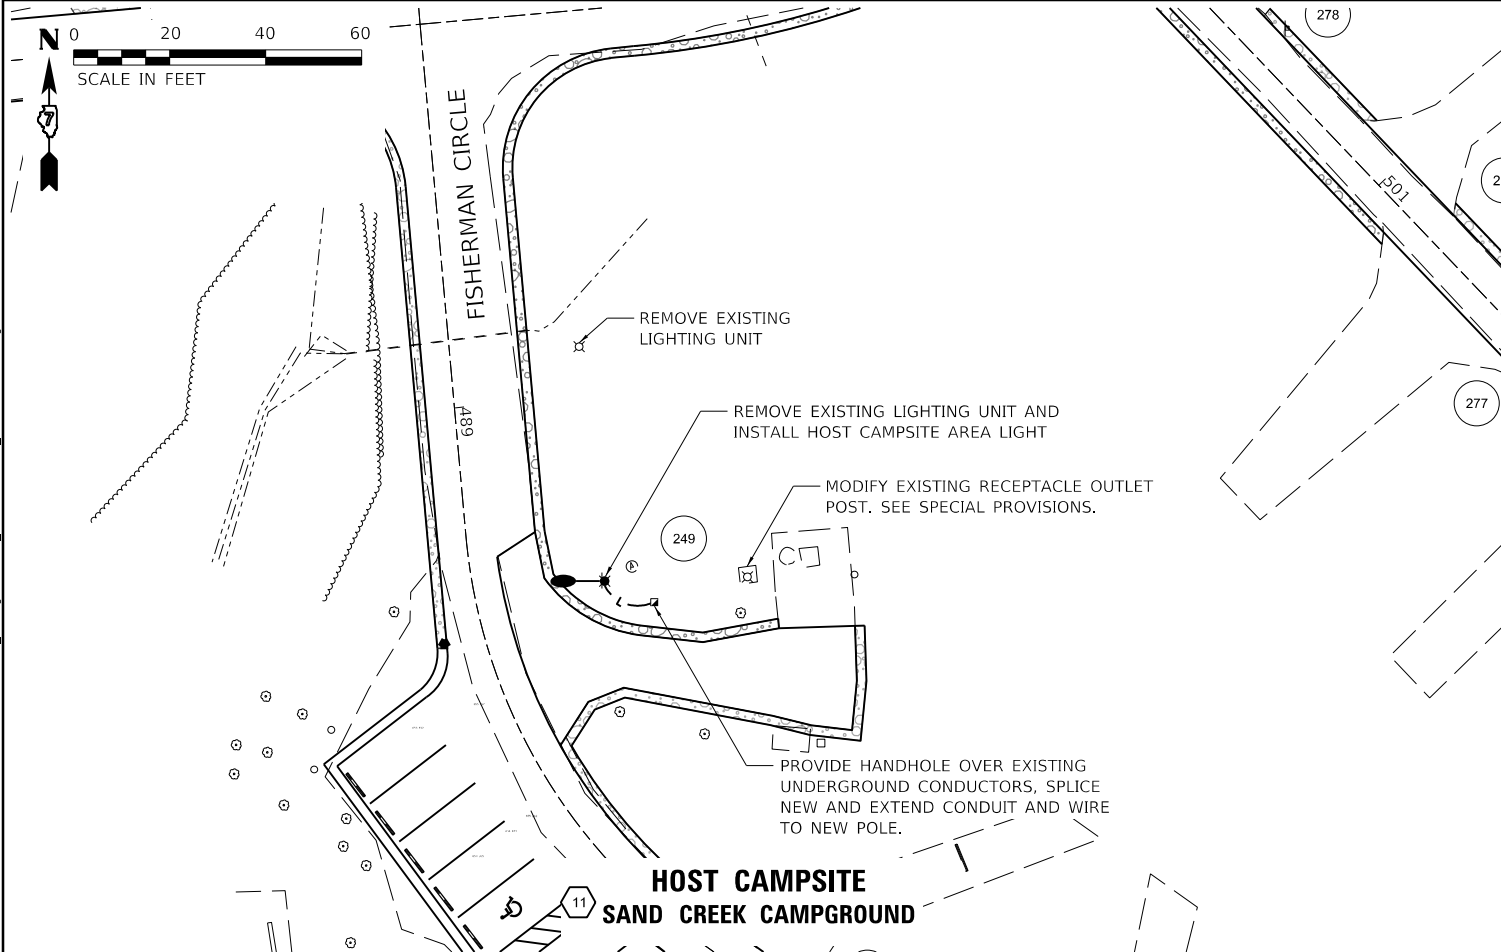 0 20 40 60
N
SCALE IN FEET
7
278
FISHERMAN CIRCLE
501
REMOVE EXISTING
LIGHTING UNIT
489
REMOVE EXISTING LIGHTING UNIT AND
INSTALL HOST CAMPSITE AREA LIGHT
277
MODIFY EXISTING RECEPTACLE OUTLET
POST. SEE SPECIAL PROVISIONS.
249
A
PROVIDE HANDHOLE OVER EXISTING
UNDERGROUND CONDUCTORS, SPLICE
NEW AND EXTEND CONDUIT AND WIRE
TO NEW POLE.
HOST CAMPSITE
11
SAND CREEK CAMPGROUND